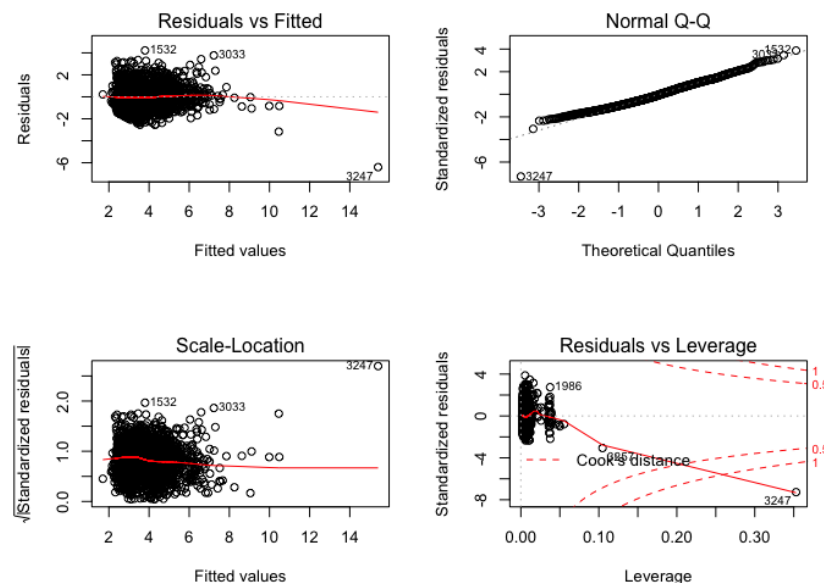 Residuals vs Fitted
Residuals
2
-2
-6
1532
3033
3247
2 4 6 8 10 12 14
Fitted values
Normal Q-Q
Standardized residuals
4
2
-2
-6
1532
3033
3247
-3 -2 -1 0 1 2 3
Theoretical Quantiles
Scale-Location
√|Standardized residuals|
2.0
1.0
0.0
1532
3033
3247
2 4 6 8 10 12 14
Fitted values
Residuals vs Leverage
Standardized residuals
4
0
-4
-8
1986
Cook's distance
3247
1
0.5
0.5
1
0.00 0.10 0.20 0.30
Leverage